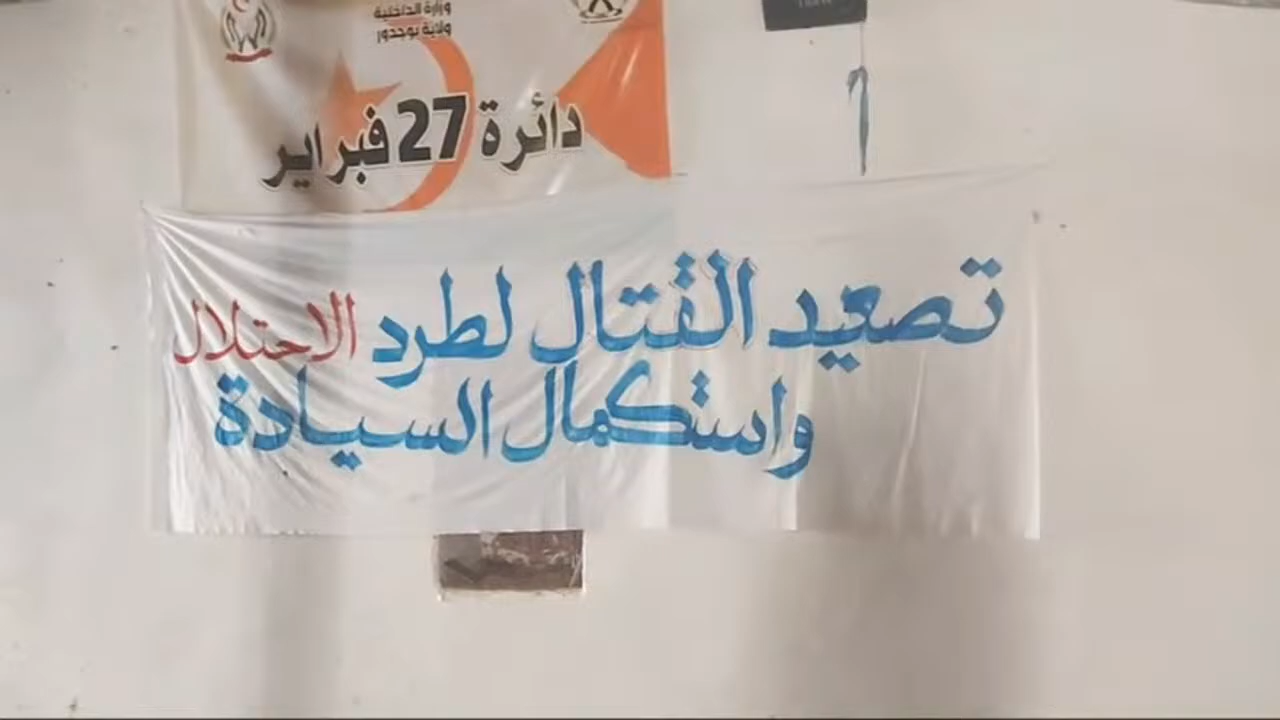 وزارة الداخلية
ولاية بوجدور
دائرة 27 فبراير
تصعيد القتال لطرد الاحتلال
واستكمال السيادة